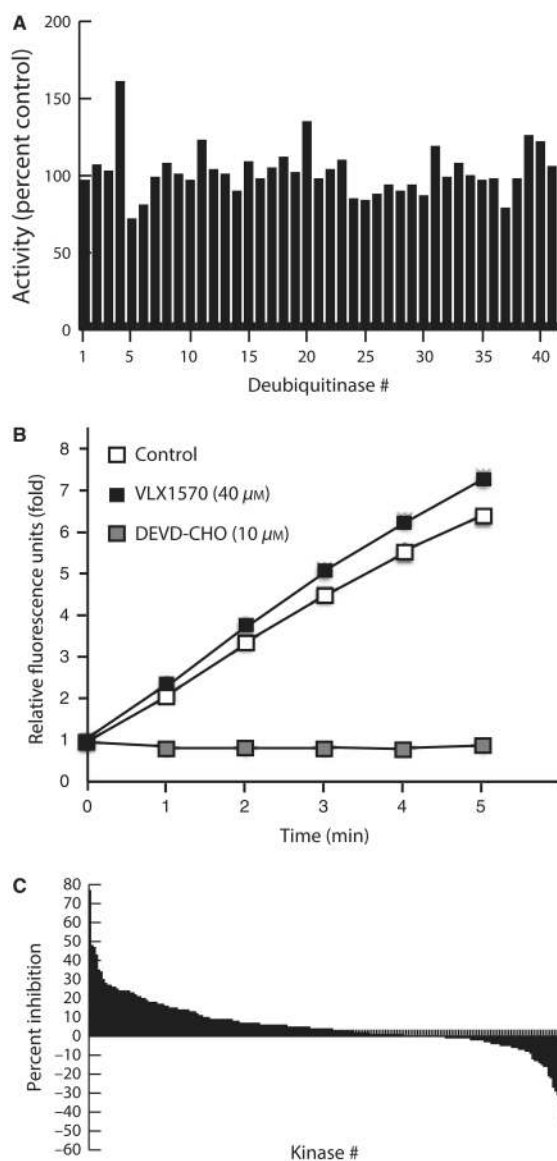 A
200
150
100
50
0
Activity (percent control)
1 5 10 15 20 25 30 35 40
Deubiquitinase #
B
8
7
6
5
4
3
2
1
0
Relative fluorescence units (fold)
Control
VLX1570 (40 μM)
DEVD-CHO (10 μM)
0 1 2 3 4 5
Time (min)
C
80
70
60
50
40
30
20
10
0
–10
–20
–30
–40
–50
–60
Percent inhibition
0
Kinase #